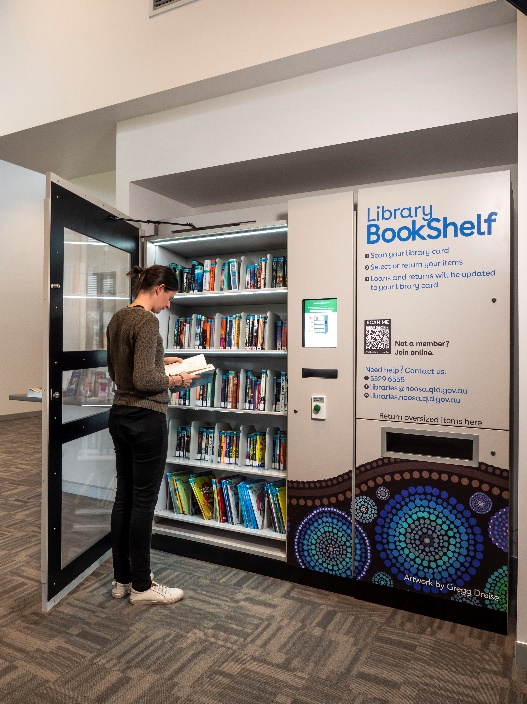 Library
BookShelf
Scan your library card
Select or return your items
Loans and returns will be updated
to your library card
SCAN ME
Not a member?
Join online.
Need help? Contact us.
libraries@noosa.qld.gov.au
libraries.noosa.qld.gov.au
Return oversized items here
Artwork by Gregg Dreise